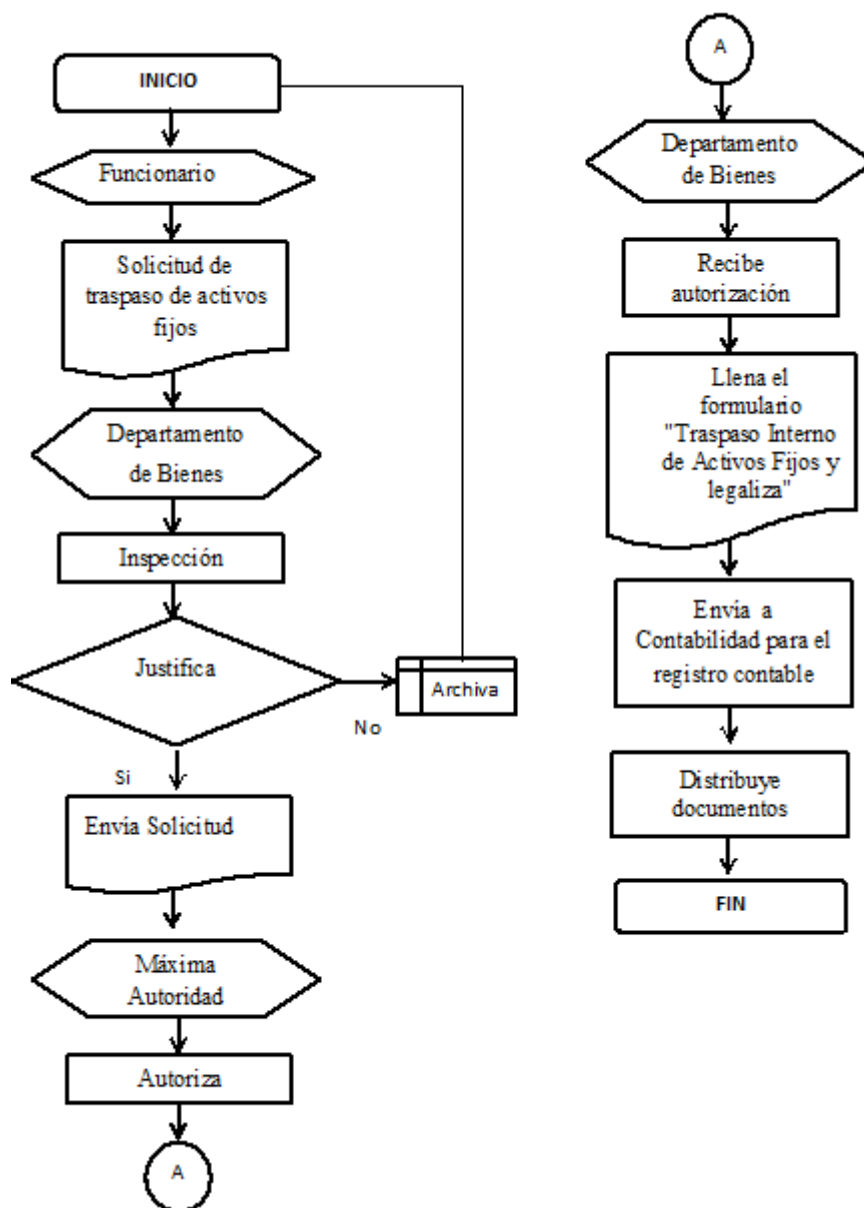 INICIO
Funcionario
Solicitud de
traspaso de activos
fijos
Departamento
de Bienes
Inspección
Justifica
No
Archiva
Si
Envía Solicitud
Máxima
Autoridad
Autoriza
A
A
Departamento
de Bienes
Recibe
autorización
Llena el
formulario
"Traspaso Interno
de Activos Fijos y
legaliza"
Envía a
Contabilidad para el
registro contable
Distribuye
documentos
FIN